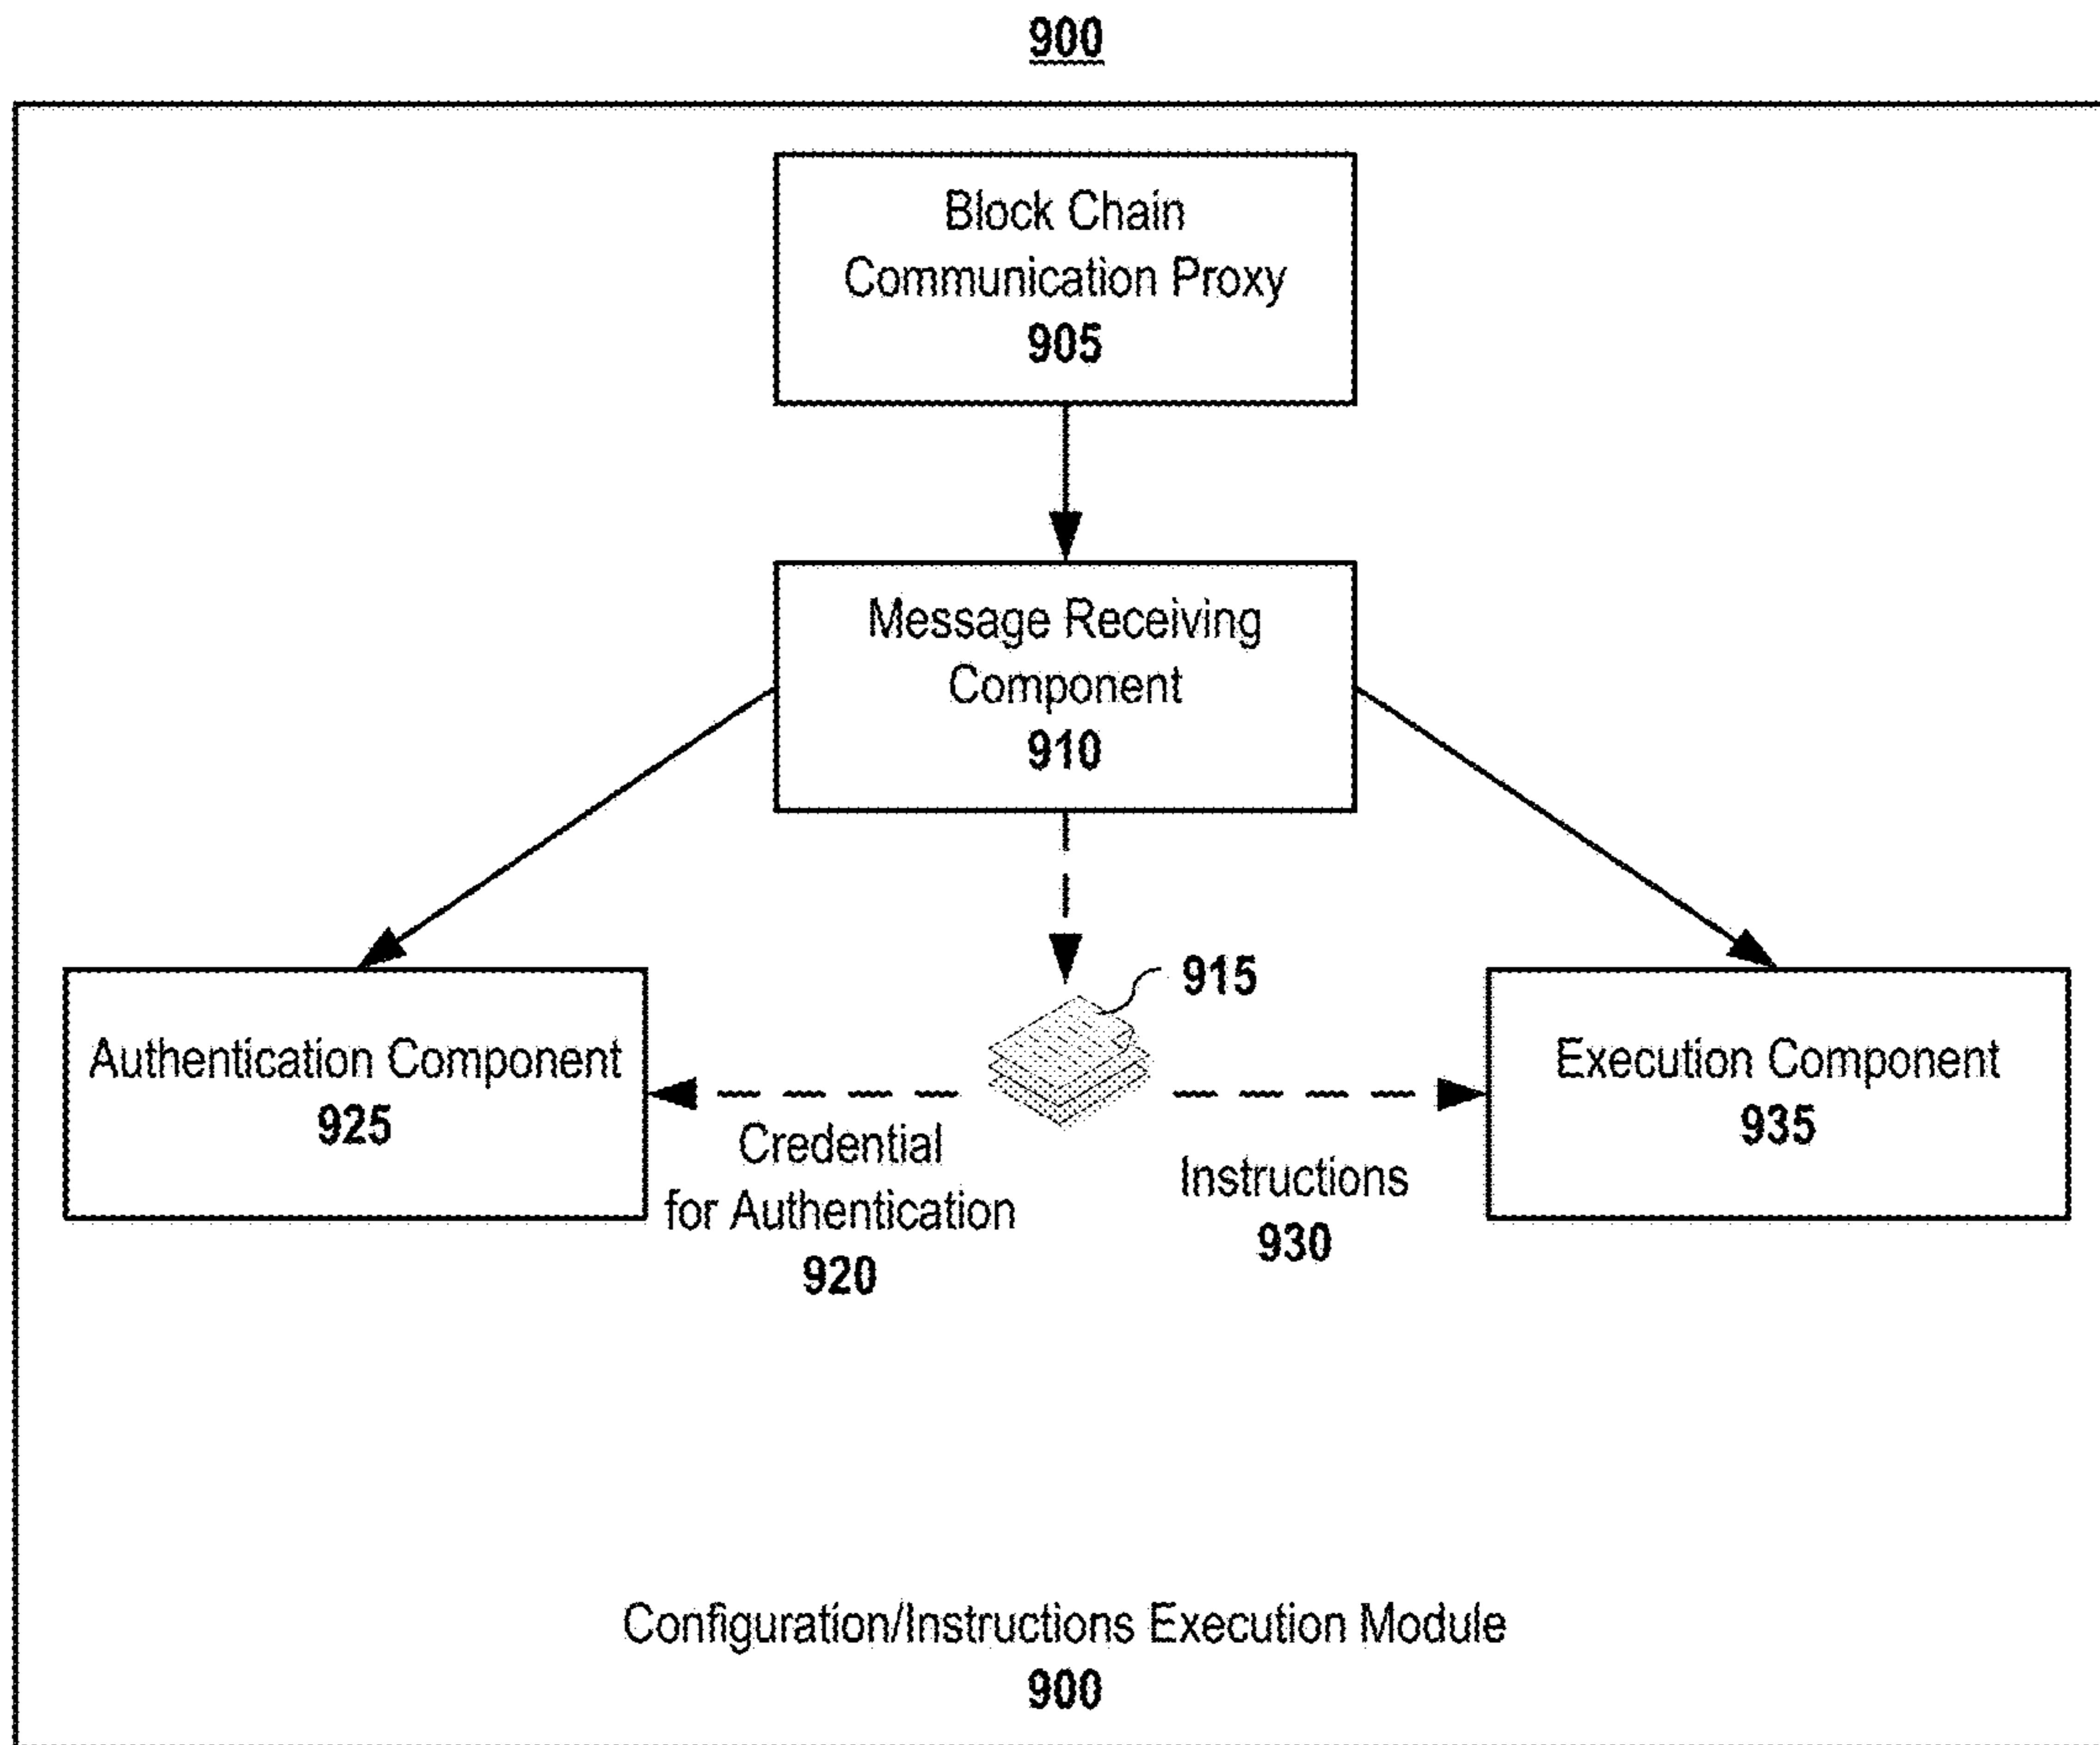 900
Block Chain
Communication Proxy
905
Message Receiving
Component
910
915
Authentication Component
925
Credential
for Authentication
920
Instructions
930
Execution Component
935
Configuration/Instructions Execution Module
900